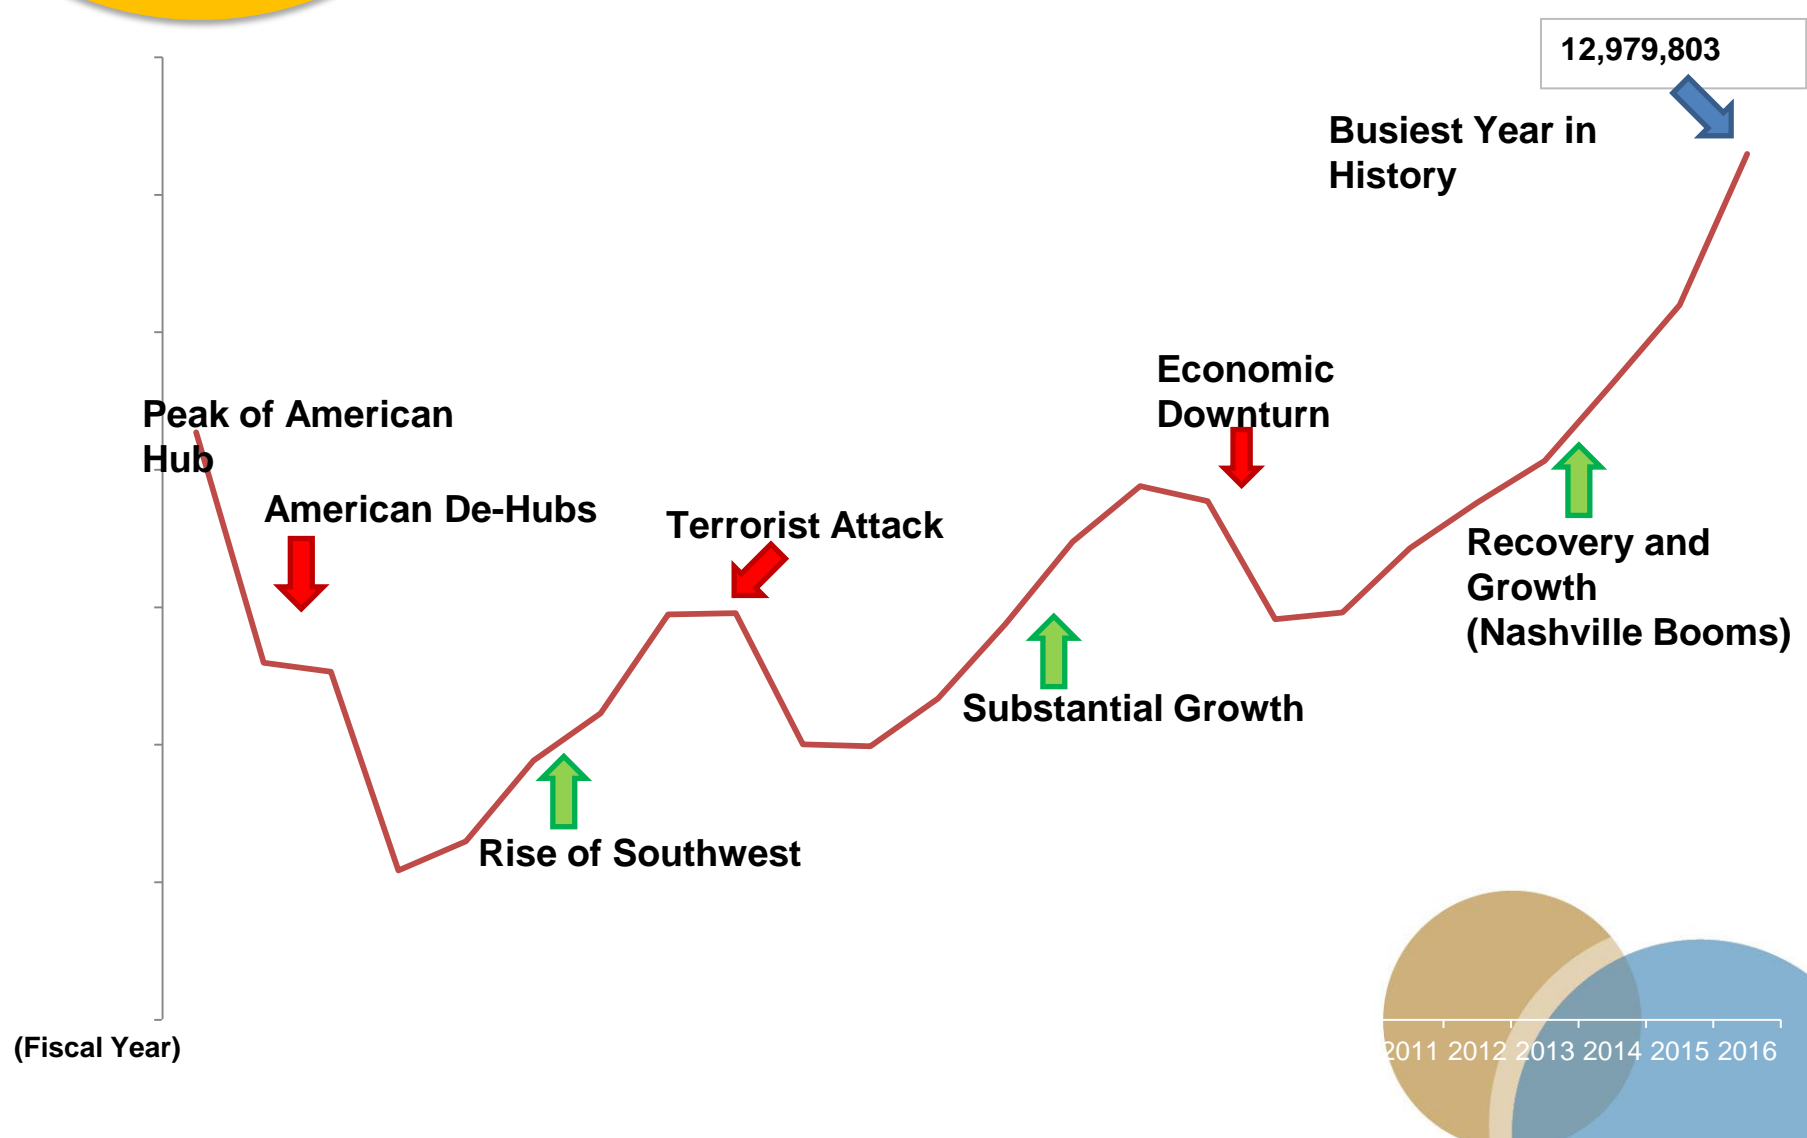 12,979,803
Busiest Year in
History
Economic
Downturn
Peak of American
Hub
American De-Hubs
Terrorist Attack
Recovery and
Growth
(Nashville Booms)
Substantial Growth
Rise of Southwest
(Fiscal Year)
2011 2012 2013 2014 2015 2016